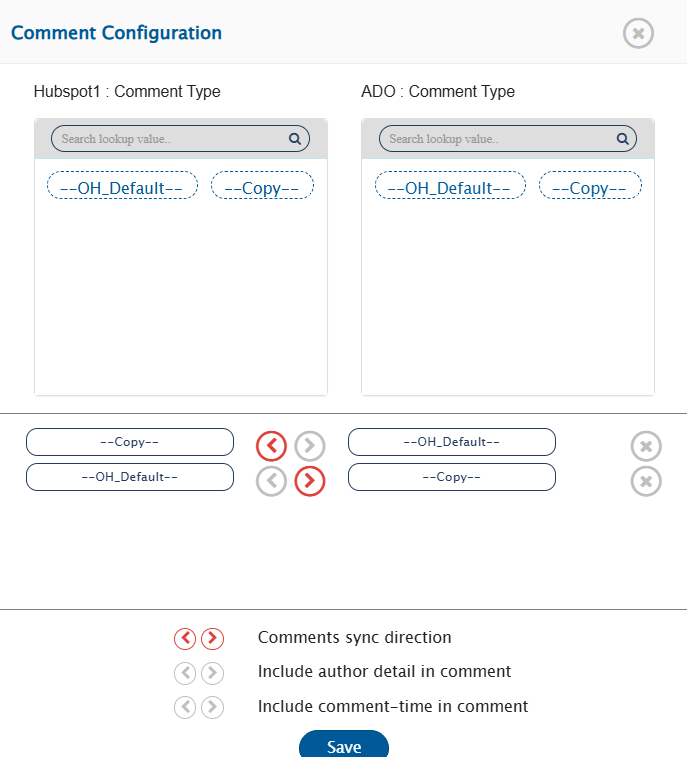 Comment Configuration
Hubspot1 : Comment Type
ADO : Comment Type
Search lookup value..
Search lookup value..
--OH_Default--
--Copy--
--OH_Default--
--Copy--
--Copy--
--OH_Default--
--OH_Default--
--Copy--
Comments sync direction
Include author detail in comment
Include comment-time in comment
Save